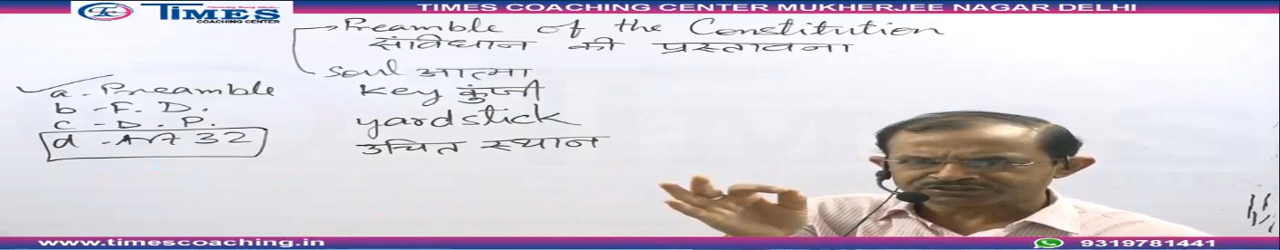 TIMES
COACHING CENTER
TIMES COACHING CENTER MUKHERJEE NAGAR DELHI
Preamble of the Constitution
संविधान की प्रस्तावना
soul आत्मा
a. Preamble
b - F. D.
c - D. P.
d - Art 32
Key कुंजी
yardstick
उचित स्थान
www.timescoaching.in
9319781441